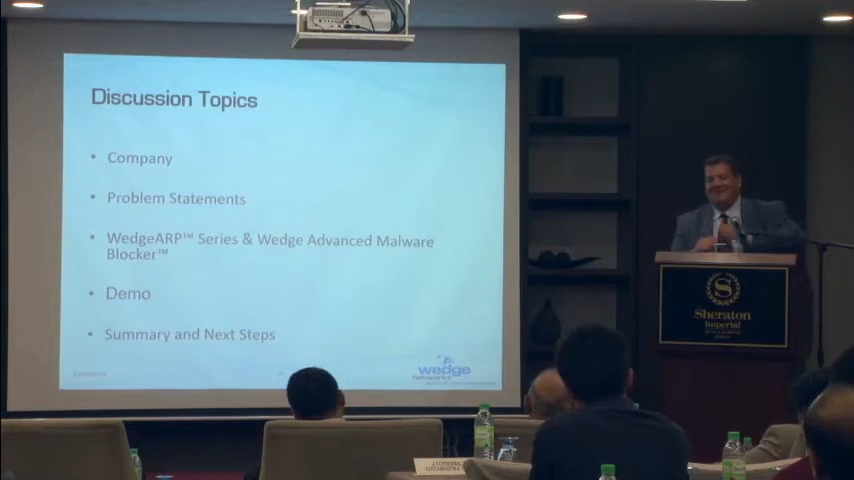 Discussion Topics
• Company
• Problem Statements
• WedgeARP™ Series & Wedge Advanced Malware
Blocker™
• Demo
• Summary and Next Steps
wedge
networks
S
Sheraton
Imperial